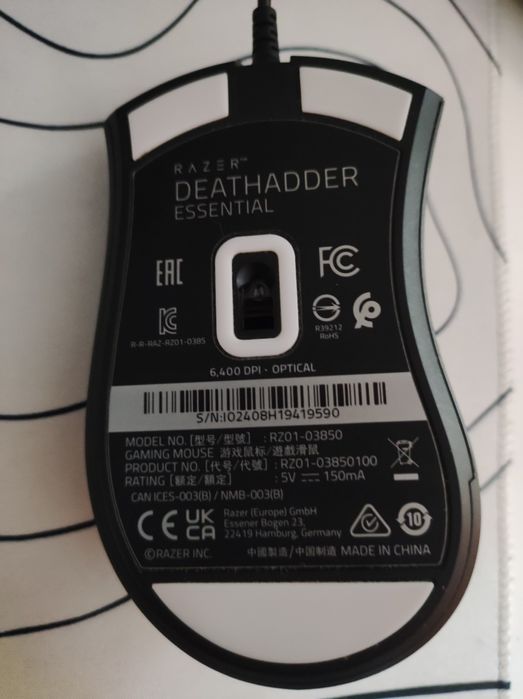 RAZER™
DEATHADDER
ESSENTIAL
EAC
FC
R-R-RAZ-RZ01-0385
R39212
RoHS
6,400 DPI · OPTICAL
S/N:IO2408H19419590
MODEL NO. [型号/型號] : RZ01-03850
GAMING MOUSE 游戏鼠标/遊戲滑鼠
PRODUCT NO. [代号/代號] : RZ01-03850100
RATING [额定/額定] : 5V ⎓ 150mA
CAN ICES-003(B) / NMB-003(B)
CE UK CA
Razer (Europe) GmbH
Essener Bogen 23,
22419 Hamburg, Germany
10
©RAZER INC. 中國製造/中国制造 MADE IN CHINA